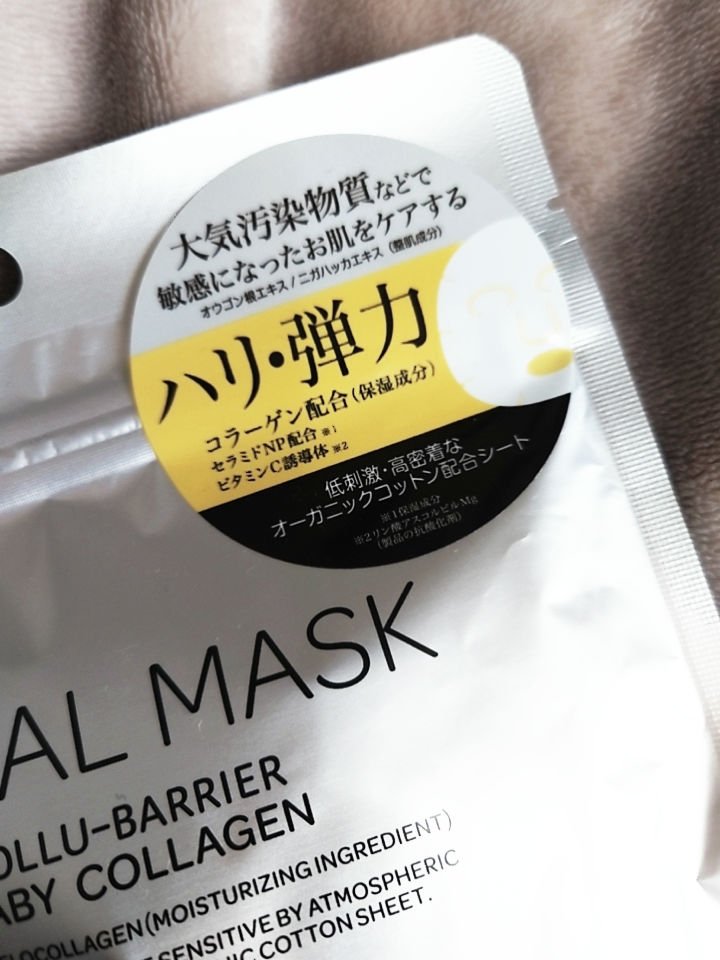 大気汚染物質などで
敏感になったお肌をケアする
オウゴン根エキス/ニガハッカエキス(整肌成分)
ハリ・弾力
コラーゲン配合(保湿成分)
セラミドNP配合 ※1
ビタミンC誘導体 ※2
低刺激・高密着な
オーガニックコットン配合シート
※1保湿成分
※2リン酸アスコルビルMg
(製品の抗酸化剤)
AL MASK
OLLU-BARRIER
ABY COLLAGEN
ELOCOLLAGEN(MOISTURIZING INGREDIENT)
SENSITIVE BY ATMOSPHERIC
IC COTTON SHEET.